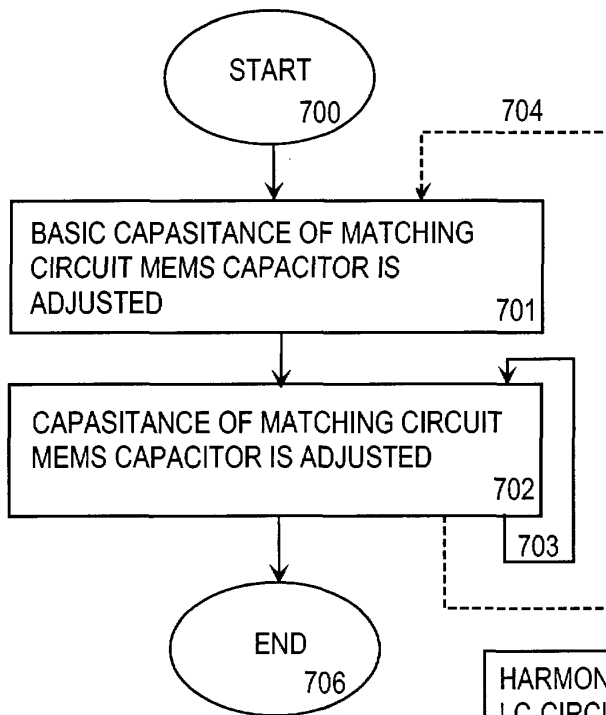 START
700
704
BASIC CAPASITANCE OF MATCHING
CIRCUIT MEMS CAPACITOR IS
ADJUSTED
701
CAPASITANCE OF MATCHING CIRCUIT
MEMS CAPACITOR IS ADJUSTED
702
703
END
706